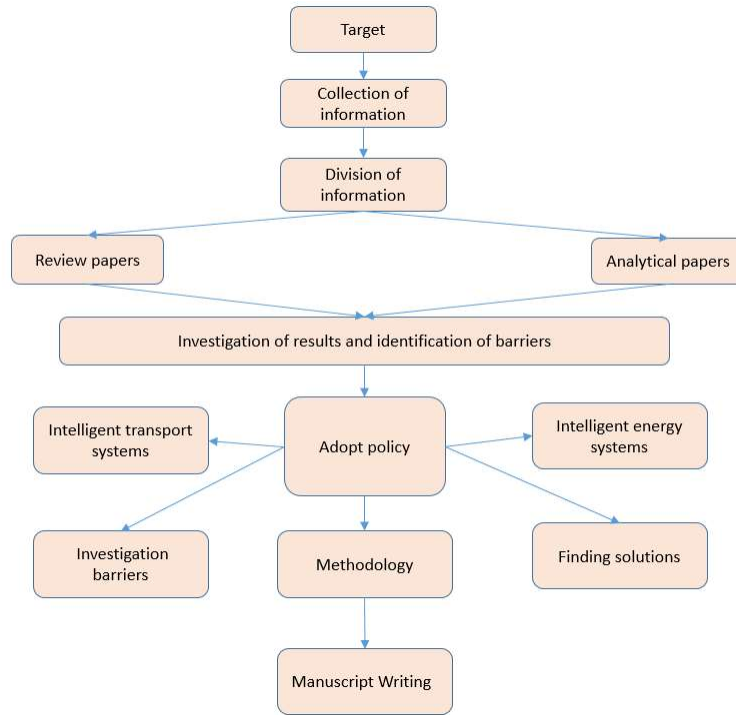 Target
Collection of
information
Division of
information
Review papers
Analytical papers
Investigation of results and identification of barriers
Intelligent transport
systems
Adopt policy
Intelligent energy
systems
Investigation
barriers
Methodology
Finding solutions
Manuscript Writing